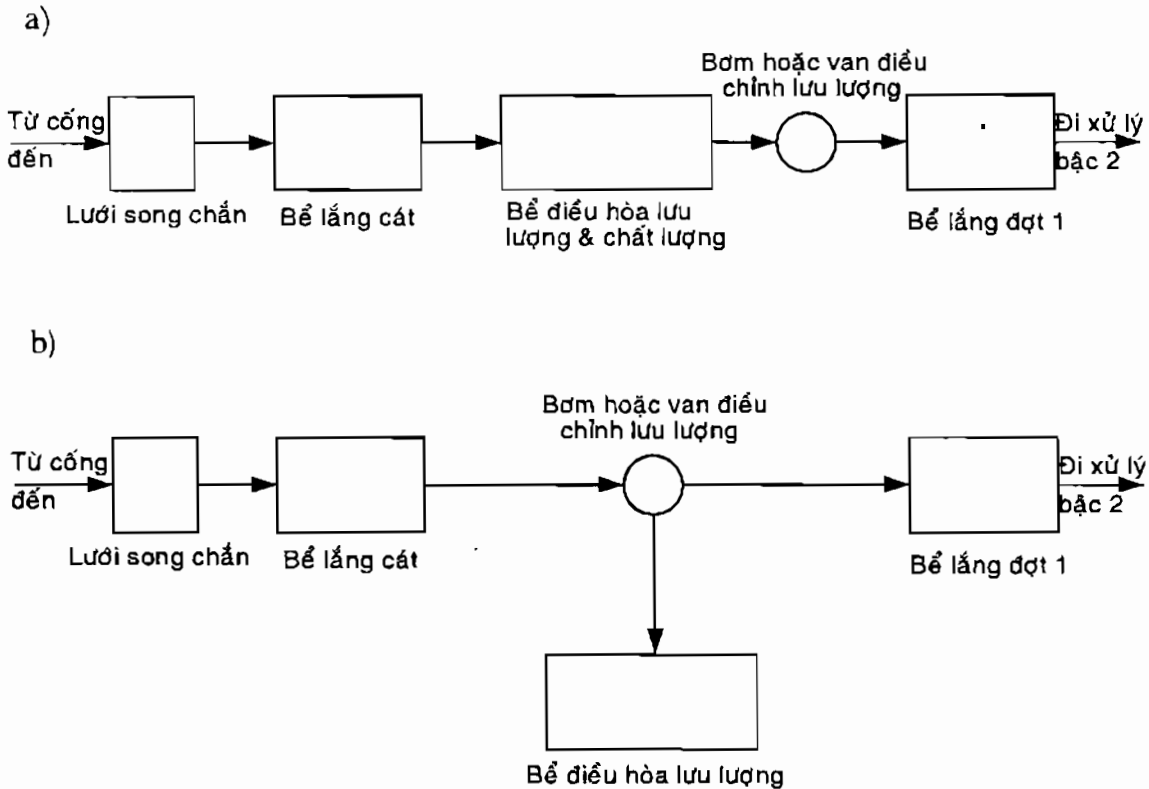 a)
Bơm hoặc van điều
chỉnh lưu lượng
Từ cống
đến
Đi xử lý
bậc 2
Lưới song chắn
Bể lắng cát
Bể điều hòa lưu
lượng & chất lượng
Bể lắng đợt 1
b)
Bơm hoặc van điều
chỉnh lưu lượng
Từ cống
đến
Đi xử lý
bậc 2
Lưới song chắn
Bể lắng cát
Bể lắng đợt 1
Bể điều hòa lưu lượng